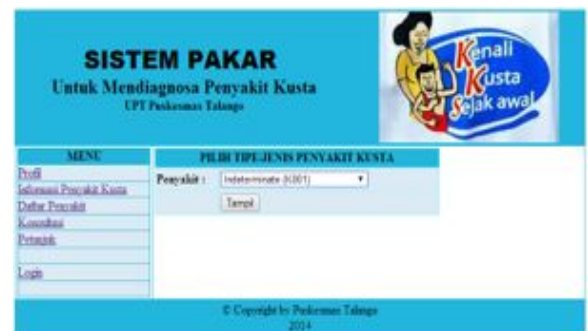 SISTEM PAKAR
Untuk Mendiagnosa Penyakit Kusta
UPT Puskesmas Talango
Kenali
Kusta
Sejak awal
MENU
Profil
Informasi Penyakit Kusta
Daftar Penyakit
Konsultasi
Petunjuk
Login
PILIH TIPE/JENIS PENYAKIT KUSTA
Penyakit :
Indeterminate (K001)
Tampil
© Copyright by Puskesmas Talango
2014